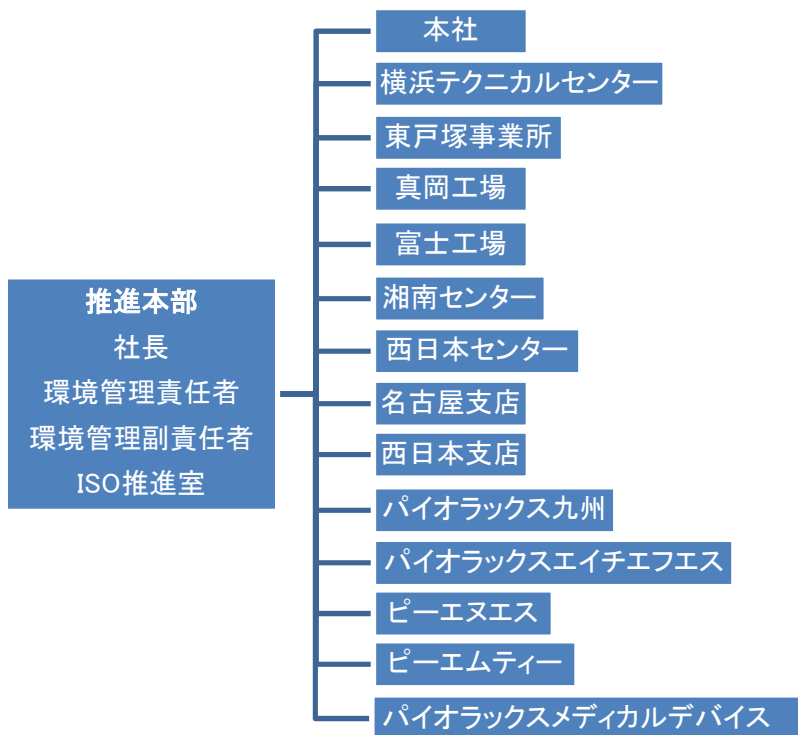 本社
横浜テクニカルセンター
東戸塚事業所
真岡工場
富士工場
湘南センター
西日本センター
名古屋支店
西日本支店
パイオラックス九州
パイオラックスエイチエフエス
ピーエヌエス
ピーエムティー
パイオラックスメディカルデバイス
推進本部
社長
環境管理責任者
環境管理副責任者
ISO推進室